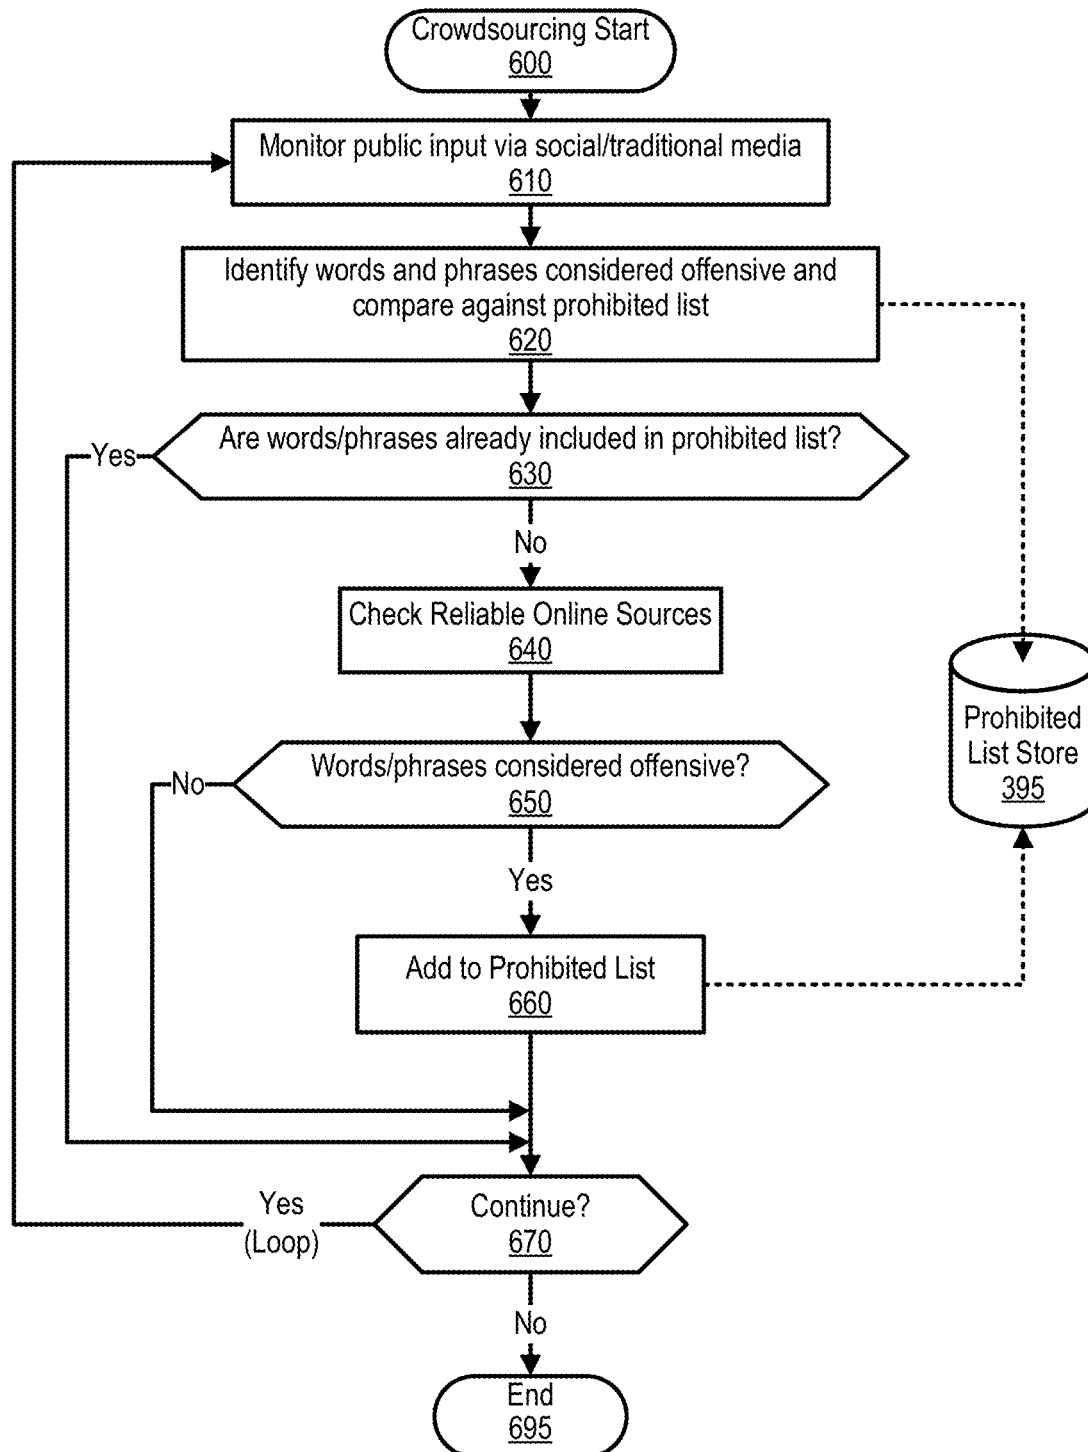 Crowdsourcing Start
600
Monitor public input via social/traditional media
610
Identify words and phrases considered offensive and
compare against prohibited list
620
Are words/phrases already included in prohibited list?
630
Yes
No
Check Reliable Online Sources
640
Prohibited
List Store
395
Words/phrases considered offensive?
650
No
Yes
Add to Prohibited List
660
Continue?
670
Yes
(Loop)
No
End
695